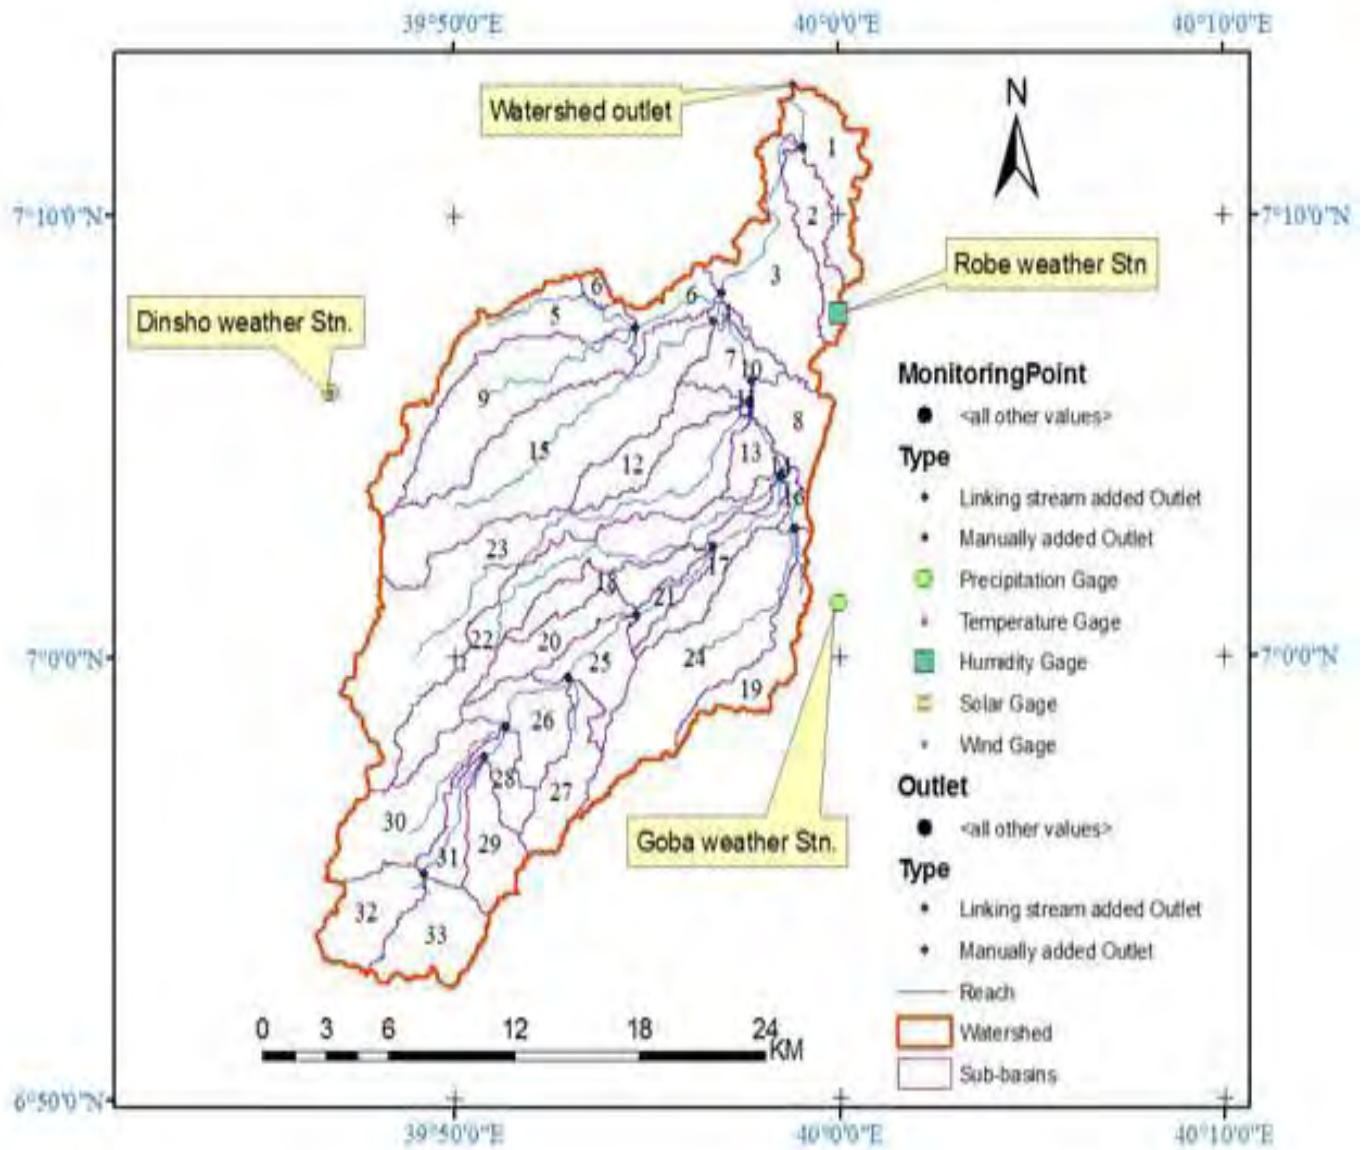 39°50'0"E 40°0'0"E 40°10'0"E
Watershed outlet
N
1
7°10'0"N 7°10'0"N
2
Robe weather Stn
3
6 6
Dinsho weather Stn.
5
7
10
MonitoringPoint
9
<all other values>
8
Type
15 12 13
Linking stream added Outlet
16
Manually added Outlet
23
17
Precipitation Gage
18
21
Temperature Gage
22 20
7°0'0"N 25 24 7°0'0"N
Humidity Gage
19
Solar Gage
26
Wind Gage
28
27
Outlet
30
<all other values>
Goba weather Stn.
29
31
Type
32
Linking stream added Outlet
33
Manually added Outlet
Reach
0 3 6 12 18 24
KM
Watershed
Sub-basins
6°50'0"N
39°50'0"E 40°0'0"E 40°10'0"E